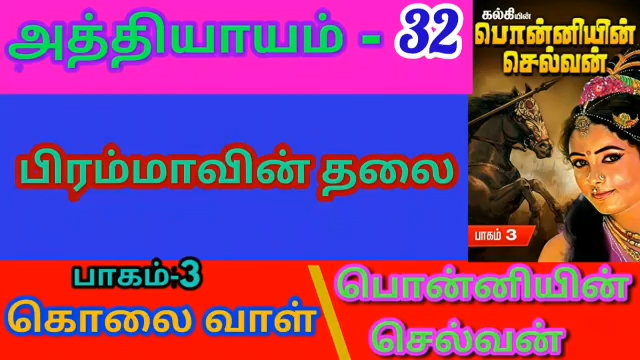 அத்தியாயம் - 32
கல்கியின்
பொன்னியின்
செல்வன்
பிரம்மாவின் தலை
பாகம் 3
பாகம்-3
கொலை வாள்
பொன்னியின்
செல்வன்